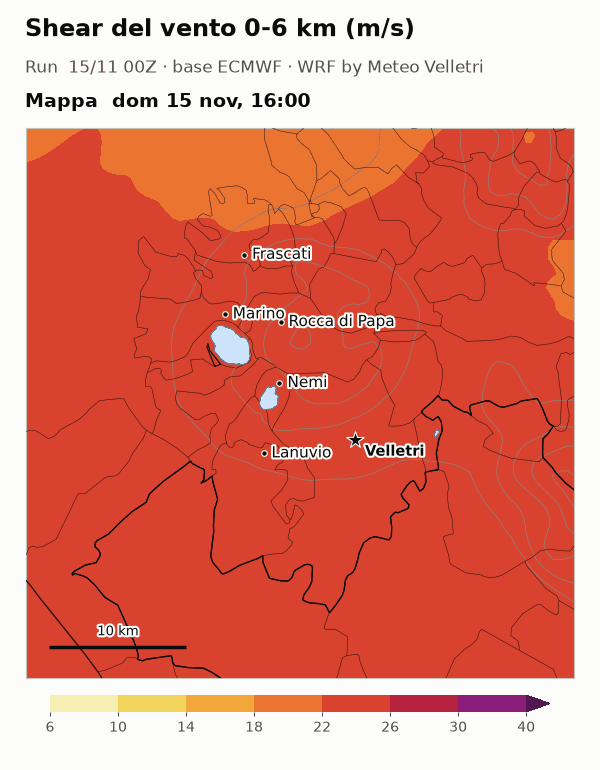 Shear del vento 0-6 km (m/s)
Run 15/11 00Z · base ECMWF · WRF by Meteo Velletri
Mappa dom 15 nov, 16:00
Frascati
Marino
Rocca di Papa
Nemi
Velletri
Lanuvio
10 km
6 10 14 18 22 26 30 40